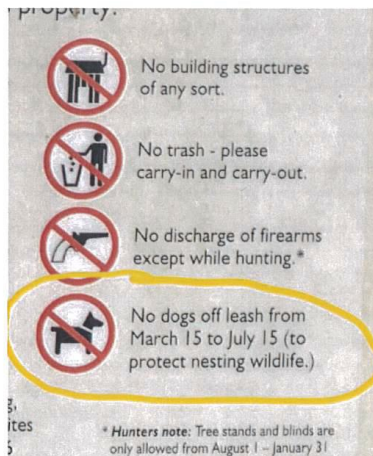 property.
No building structures
of any sort.
No trash - please
carry-in and carry-out.
No discharge of firearms
except while hunting.*
No dogs off leash from
March 15 to July 15 (to
protect nesting wildlife.)
* Hunters note: Tree stands and blinds are
only allowed from August 1 - January 31